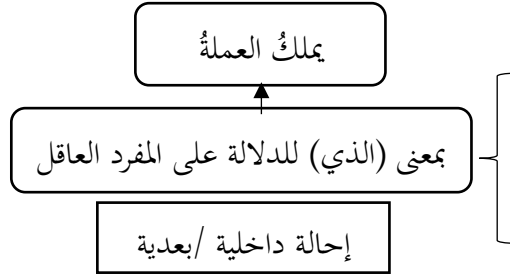 يملكُ العملةُ
بمعنى (الذي) للدلالة على المفرد العاقل
إحالة داخلية /بعدية